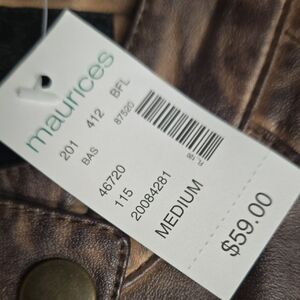 maurices
201 412 BFL
BAS 87520
46720
115 20084281
MEDIUM
$59.00